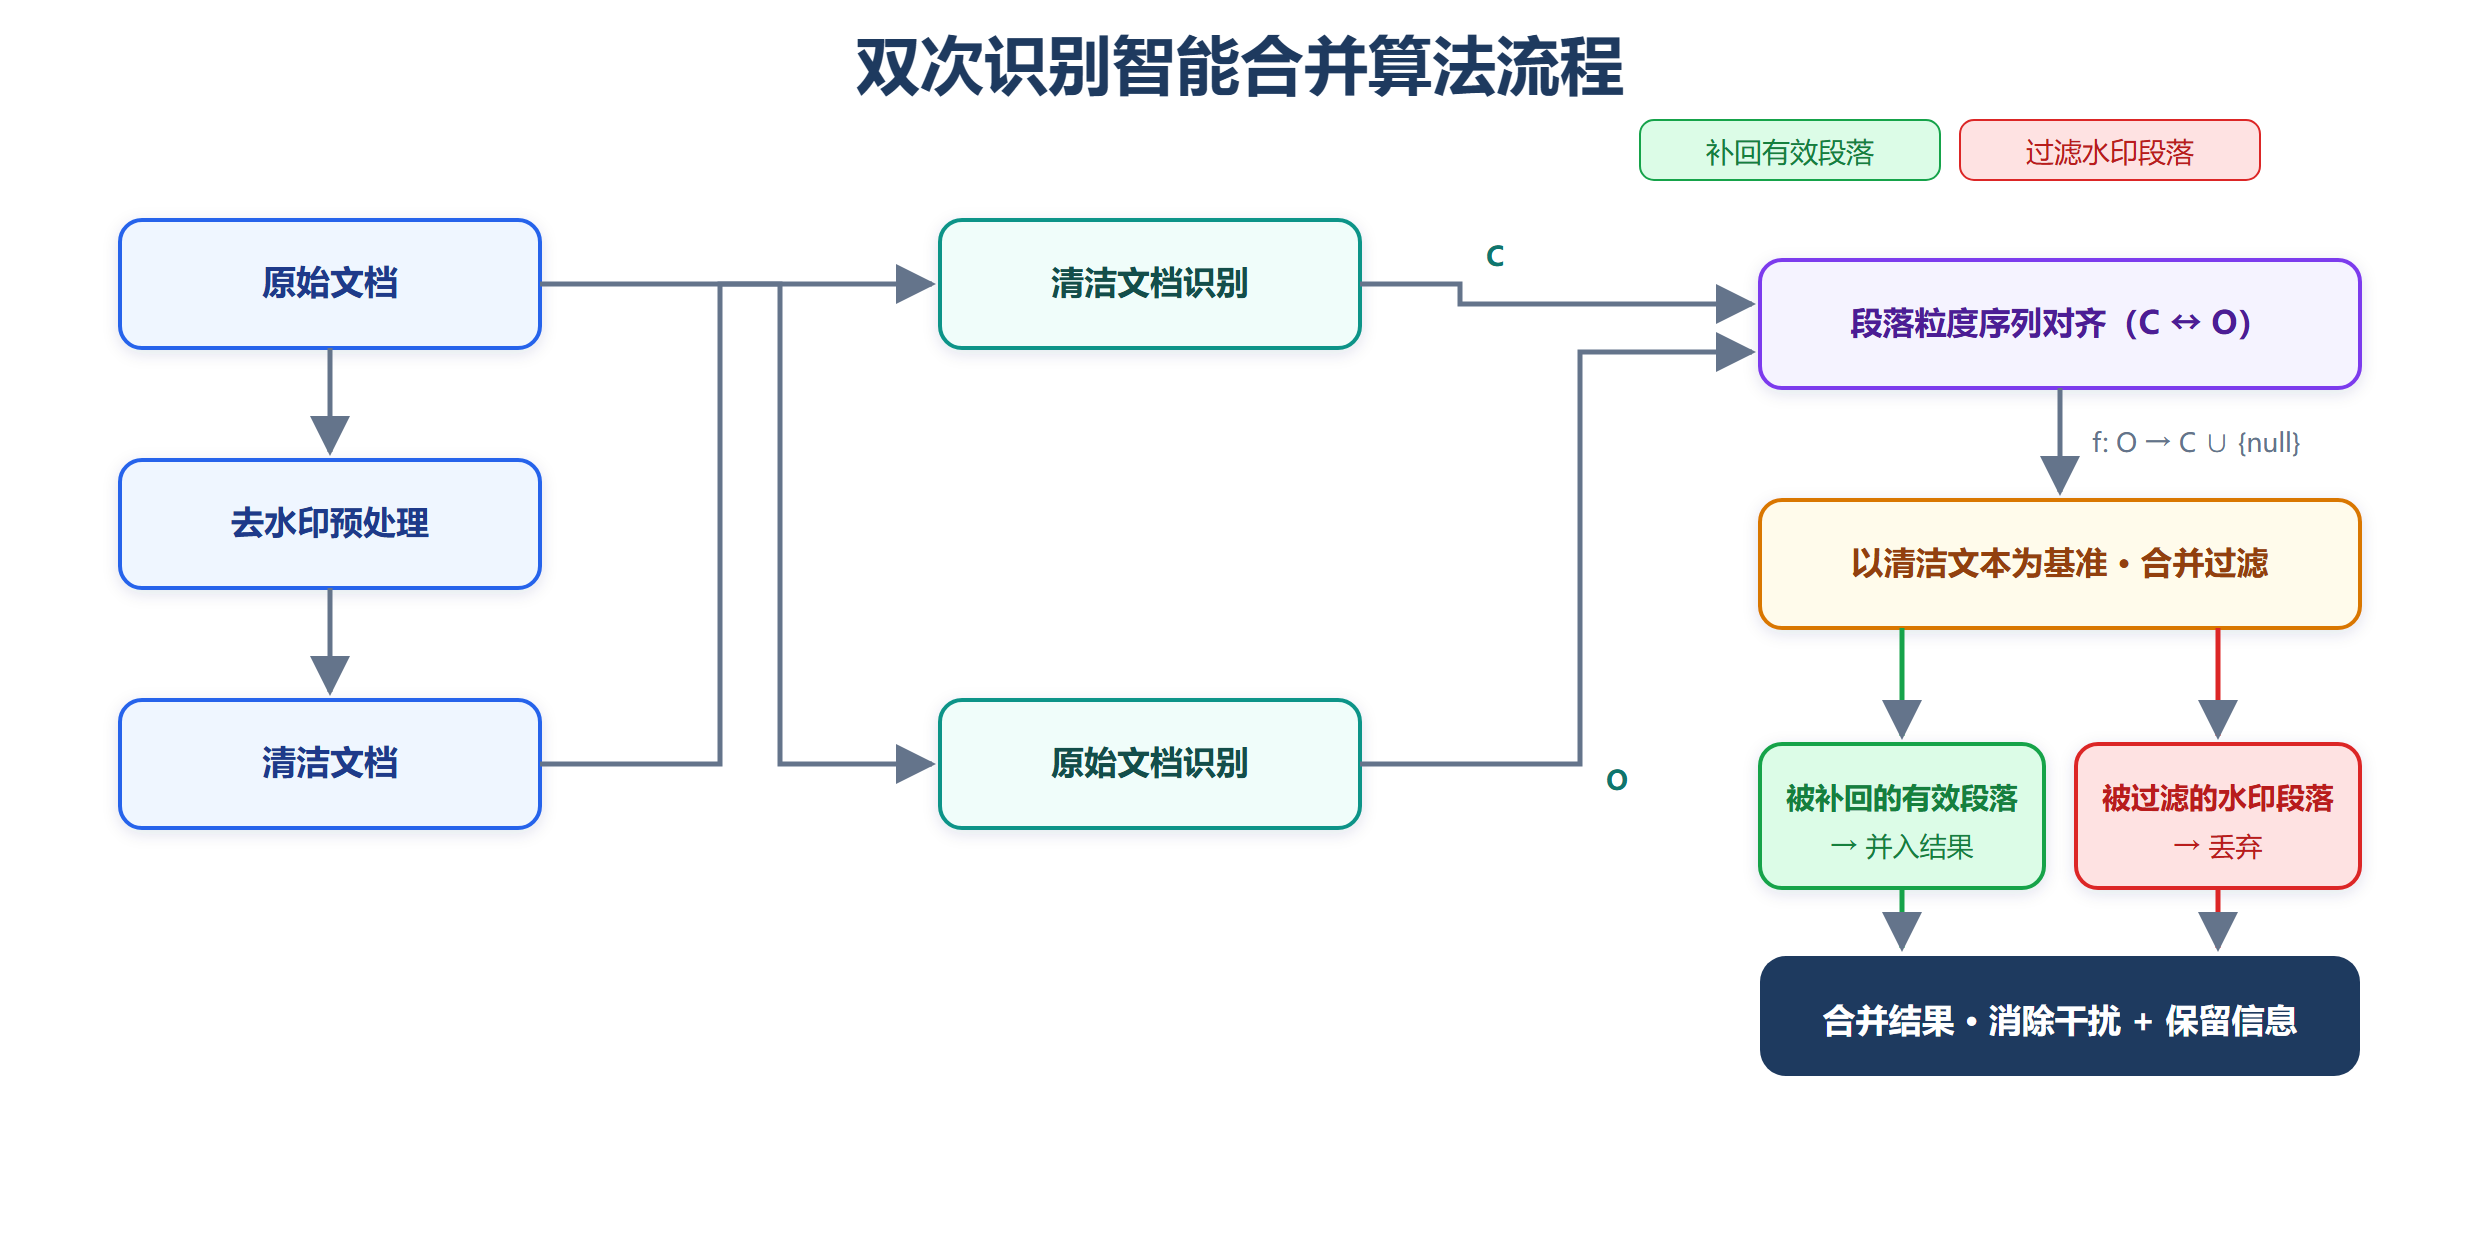 双次识别智能合并算法流程
补回有效段落
过滤水印段落
原始文档
去水印预处理
清洁文档
清洁文档识别
原始文档识别
C
O
段落粒度序列对齐（C ↔ O）
f: O → C ∪ {null}
以清洁文本为基准·合并过滤
被补回的有效段落
→ 并入结果
被过滤的水印段落
→ 丢弃
合并结果·消除干扰 + 保留信息